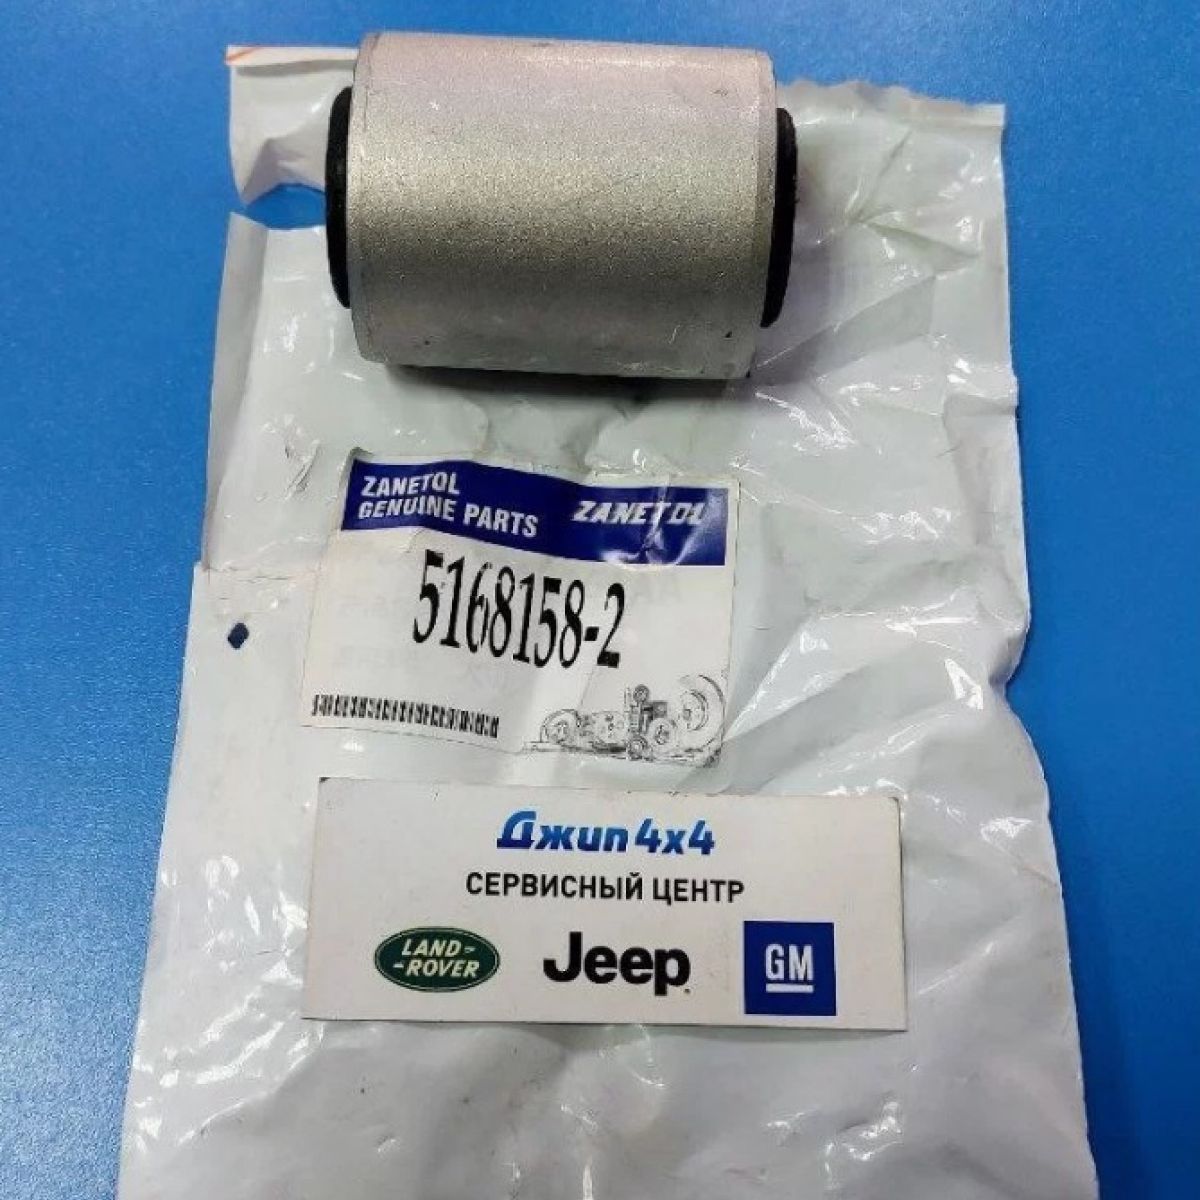 ZANETOL
GENUINE PARTS
ZANETOL
5168158-2
Джип 4x4
СЕРВИСНЫЙ ЦЕНТР
LAND-
-ROVER
Jeep
GM